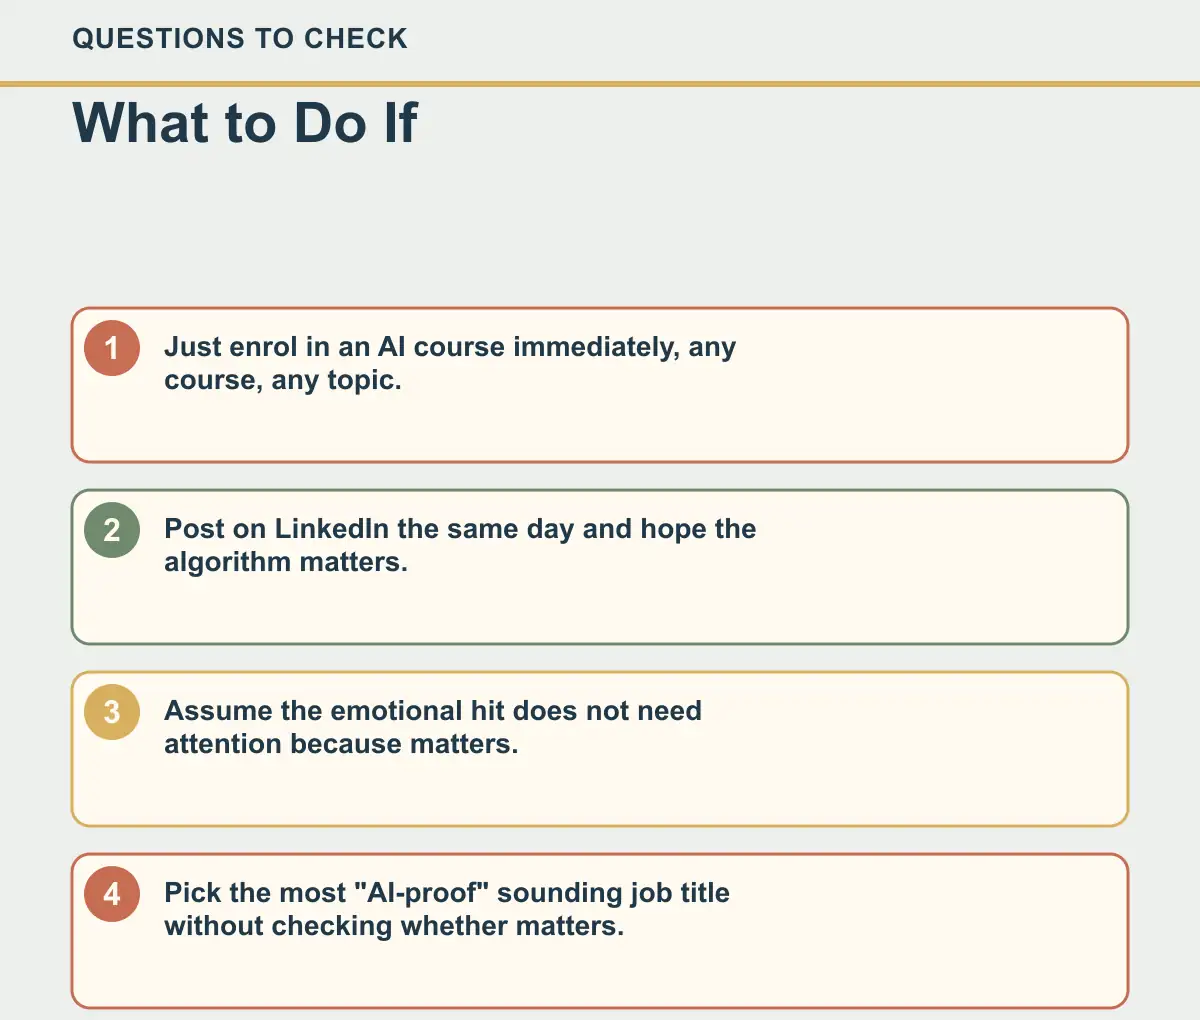 QUESTIONS TO CHECK
What to Do If
1
Just enrol in an AI course immediately, any
course, any topic.
2
Post on LinkedIn the same day and hope the
algorithm matters.
3
Assume the emotional hit does not need
attention because matters.
4
Pick the most "AI-proof" sounding job title
without checking whether matters.